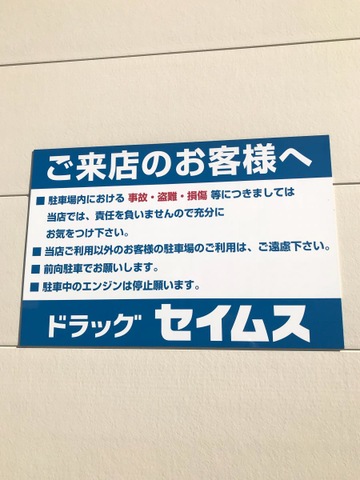 ご来店のお客様へ
■ 駐車場内における 事故・盗難・損傷 等につきましては
当店では、責任を負いませんので充分に
お気をつけ下さい。
■ 当店ご利用以外のお客様の駐車場のご利用は、ご遠慮下さい。
■ 前向駐車でお願いします。
■ 駐車中のエンジンは停止願います。
ドラッグ セイムス